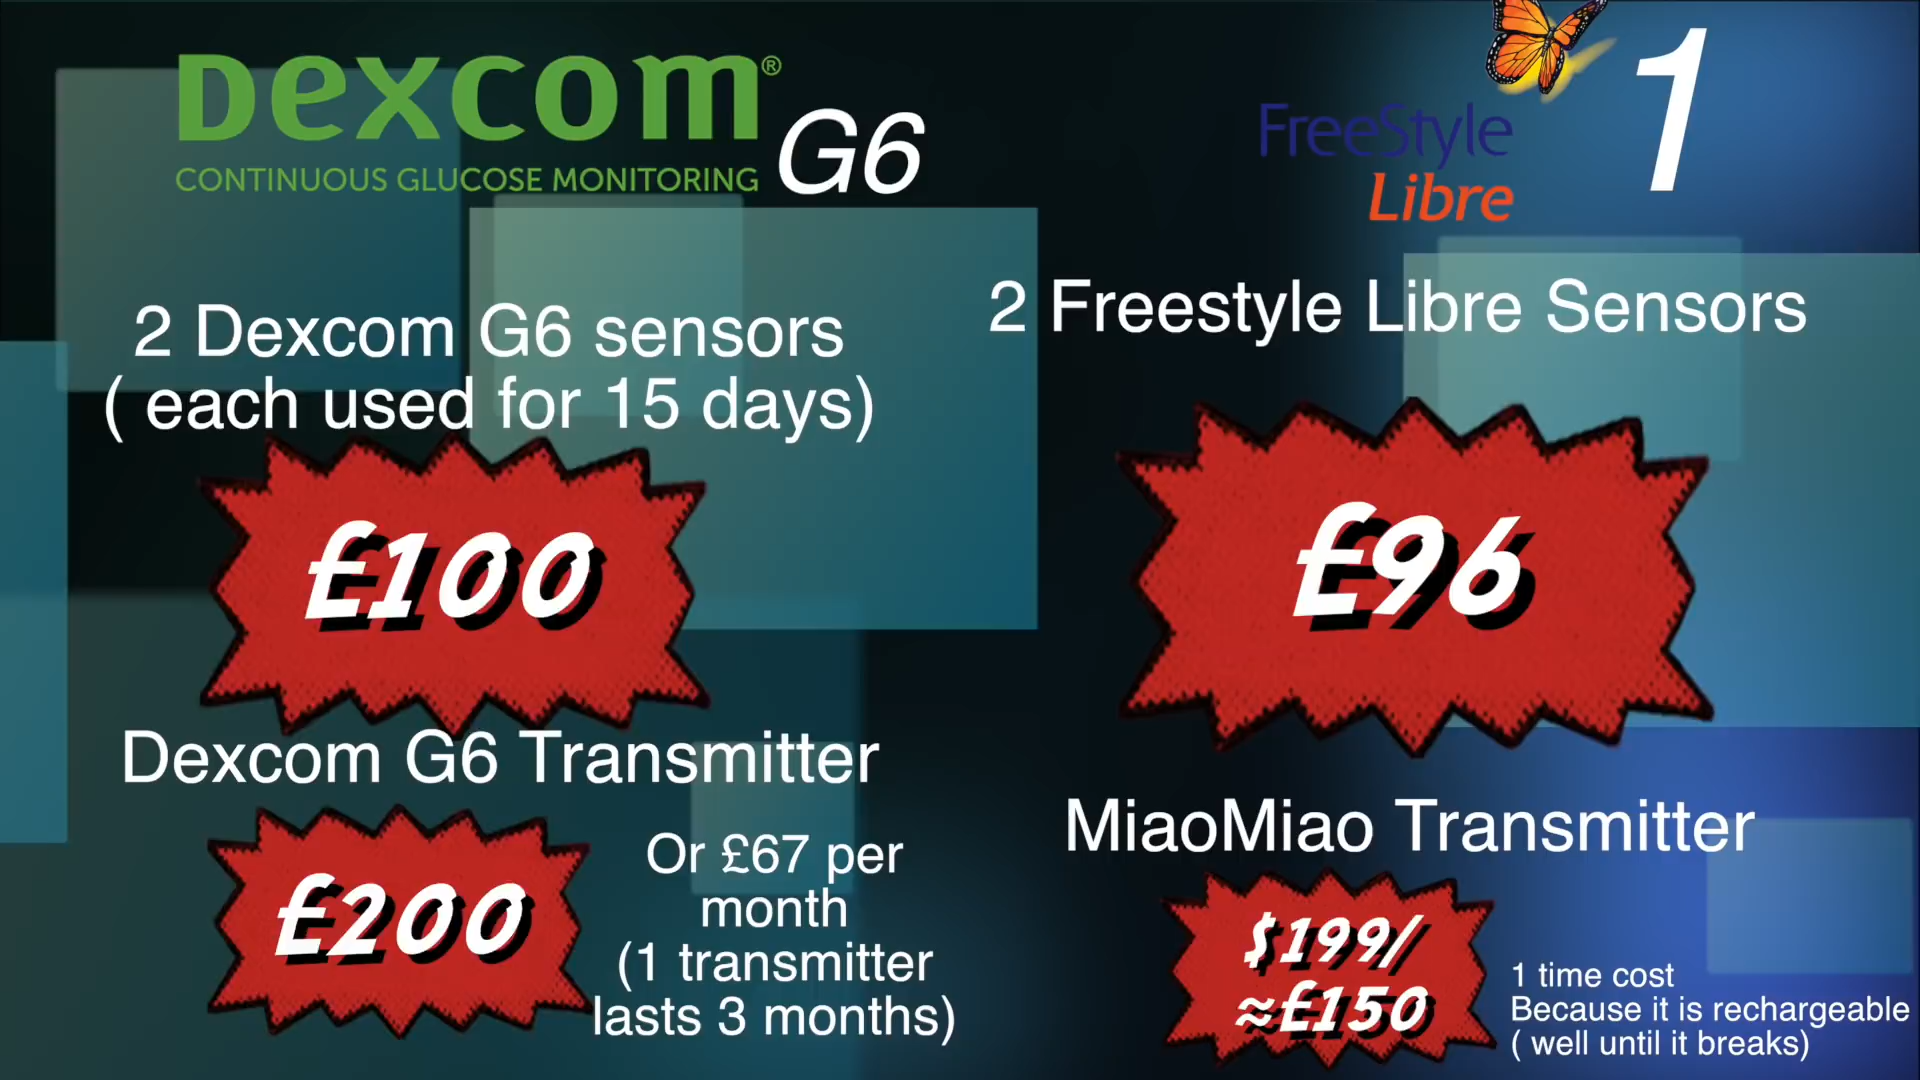 Dexcom®
CONTINUOUS GLUCOSE MONITORING
G6
2 Dexcom G6 sensors
( each used for 15 days)
£100
Dexcom G6 Transmitter
£200
Or £67 per
month
(1 transmitter
lasts 3 months)
FreeStyle
Libre
1
2 Freestyle Libre Sensors
£96
MiaoMiao Transmitter
$199/
≈£150
1 time cost
Because it is rechargeable
( well until it breaks)